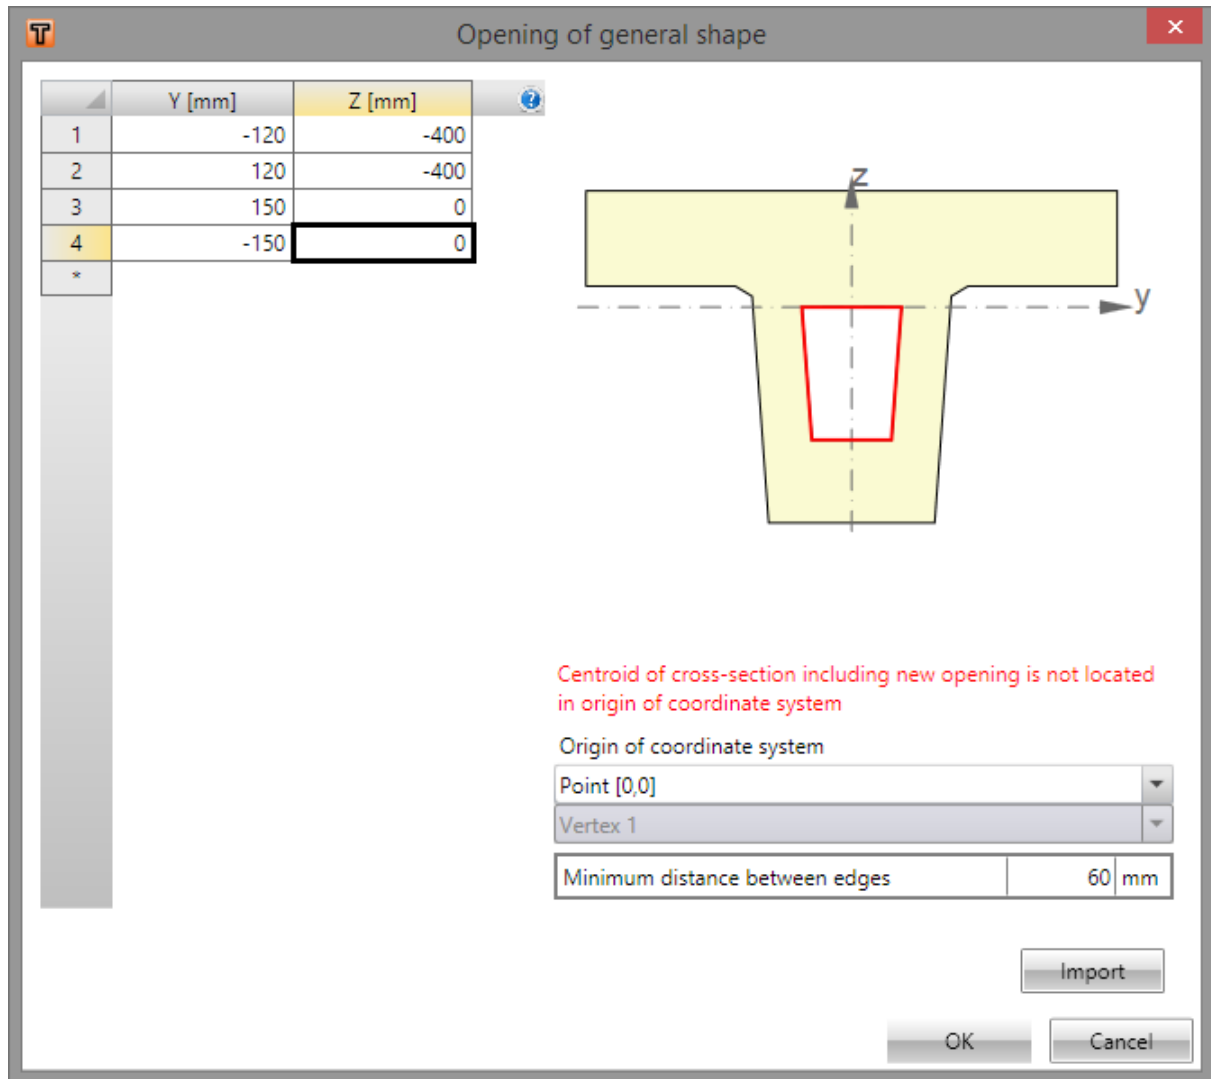 T
Opening of general shape
×
Y [mm] Z [mm] ?
1 -120 -400
2 120 -400
3 150 0
4 -150 0
*
z
y
Centroid of cross-section including new opening is not located
in origin of coordinate system
Origin of coordinate system
Point [0,0]
Vertex 1
Minimum distance between edges 60 mm
Import
OK Cancel